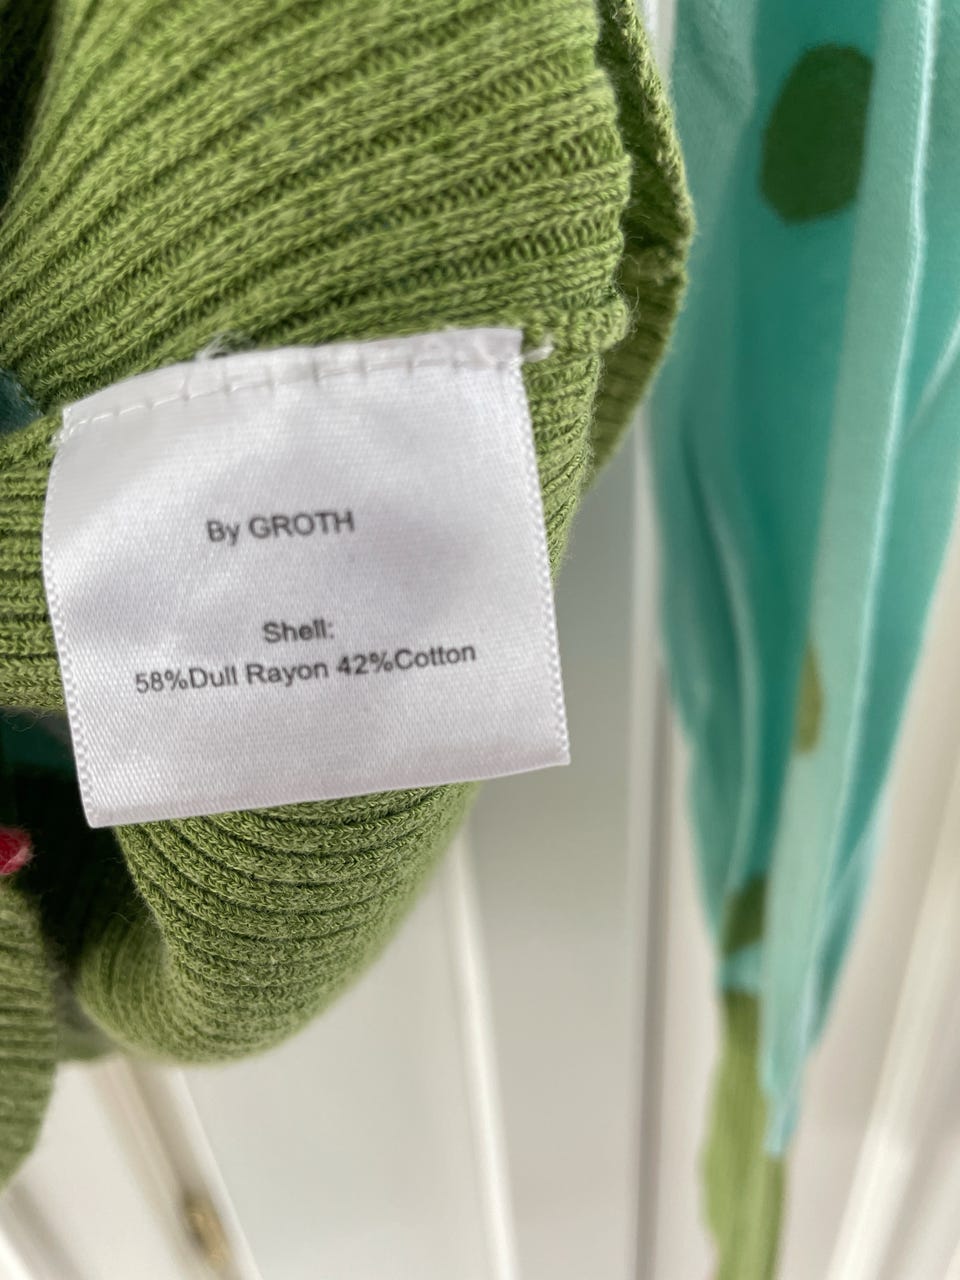 By GROTH
Shell:
58%Dull Rayon 42%Cotton